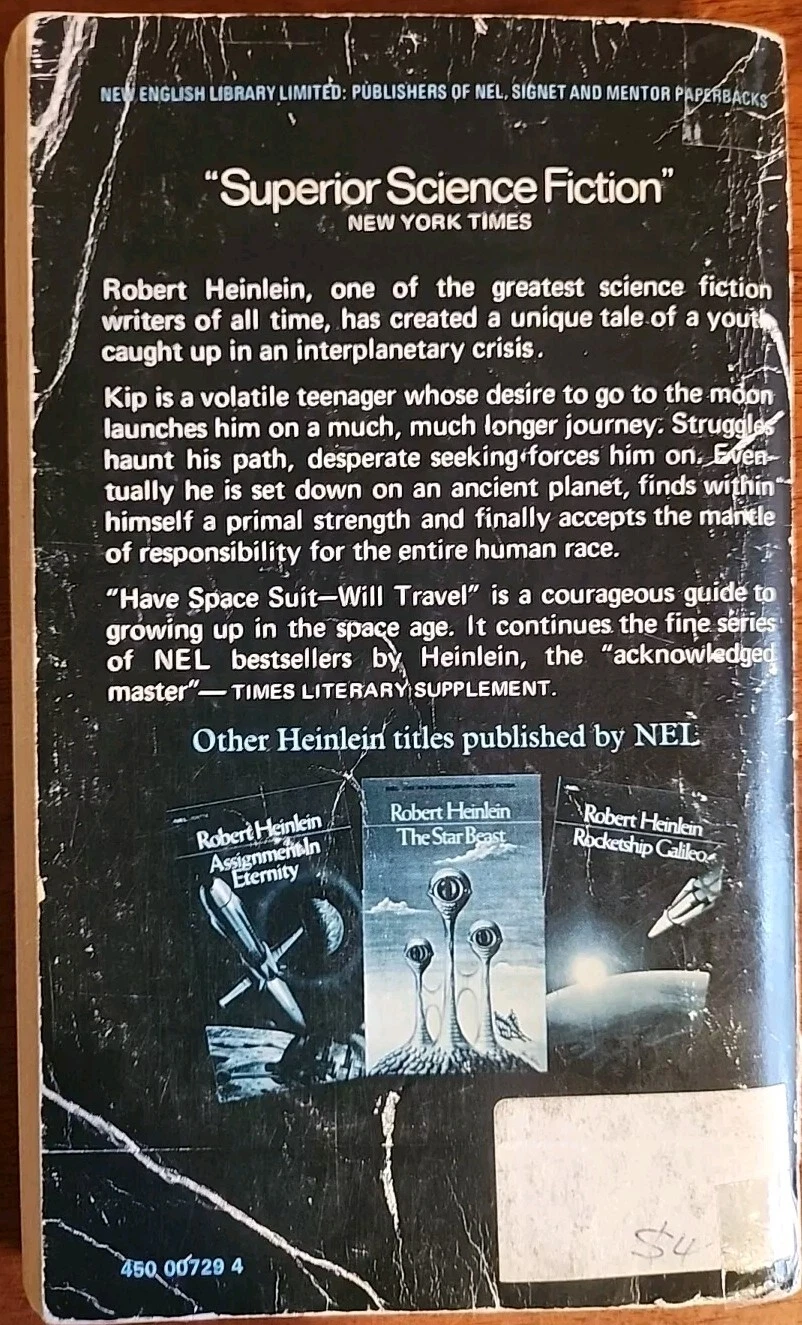 NEW ENGLISH LIBRARY LIMITED: PUBLISHERS OF NEL, SIGNET AND MENTOR PAPERBACKS
“Superior Science Fiction”
NEW YORK TIMES
Robert Heinlein, one of the greatest science fiction
writers of all time, has created a unique tale of a youth
caught up in an interplanetary crisis.
Kip is a volatile teenager whose desire to go to the moon
launches him on a much, much longer journey. Struggles
haunt his path, desperate seeking forces him on. Even-
tually he is set down on an ancient planet, finds within
himself a primal strength and finally accepts the mantle
of responsibility for the entire human race.
“Have Space Suit—Will Travel” is a courageous guide to
growing up in the space age. It continues the fine series
of NEL bestsellers by Heinlein, the “acknowledged
master”— TIMES LITERARY SUPPLEMENT.
Other Heinlein titles published by NEL
Robert Heinlein
Assignment In
Eternity
Robert Heinlein
The Star Beast
Robert Heinlein
Rocketship Galileo
$4
450 00729 4